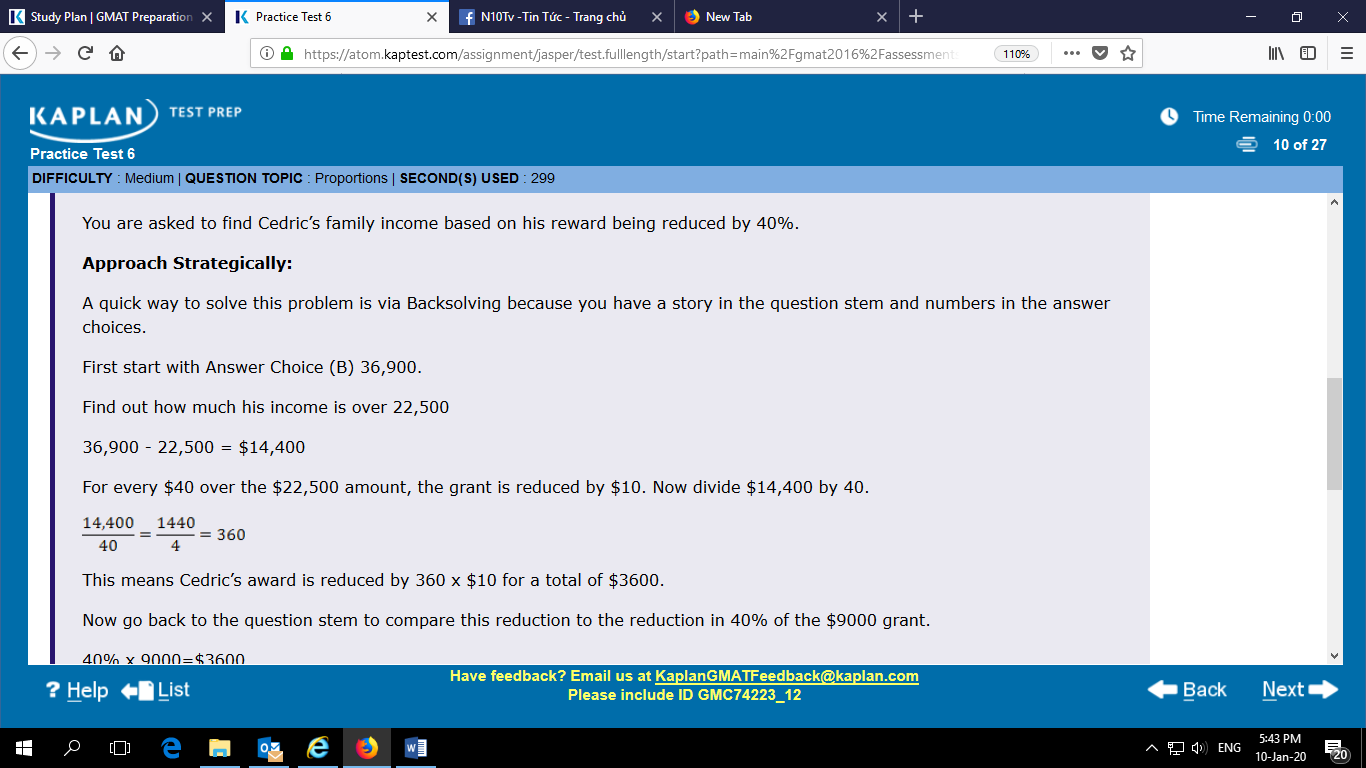 Study Plan | GMAT Preparation
Practice Test 6
N10Tv -Tin Tức - Trang chủ
New Tab
https://atom.kaptest.com/assignment/jasper/test.fulllength/start?path=main%2Fgmat2016%2Fassessment
110%
KAPLAN TEST PREP
Time Remaining 0:00
Practice Test 6
10 of 27
DIFFICULTY : Medium | QUESTION TOPIC : Proportions | SECOND(S) USED : 299
You are asked to find Cedric's family income based on his reward being reduced by 40%.
Approach Strategically:
A quick way to solve this problem is via Backsolving because you have a story in the question stem and numbers in the answer
choices.
First start with Answer Choice (B) 36,900.
Find out how much his income is over 22,500
36,900 - 22,500 = $14,400
For every $40 over the $22,500 amount, the grant is reduced by $10. Now divide $14,400 by 40.
14,400/40 = 1440/4 = 360
This means Cedric's award is reduced by 360 x $10 for a total of $3600.
Now go back to the question stem to compare this reduction to the reduction in 40% of the $9000 grant.
40% x 9000=$3600
Have feedback? Email us at KaplanGMATFeedback@kaplan.com
Please include ID GMC74223_12
? Help List
Back Next
ENG
5:43 PM
10-Jan-20
20